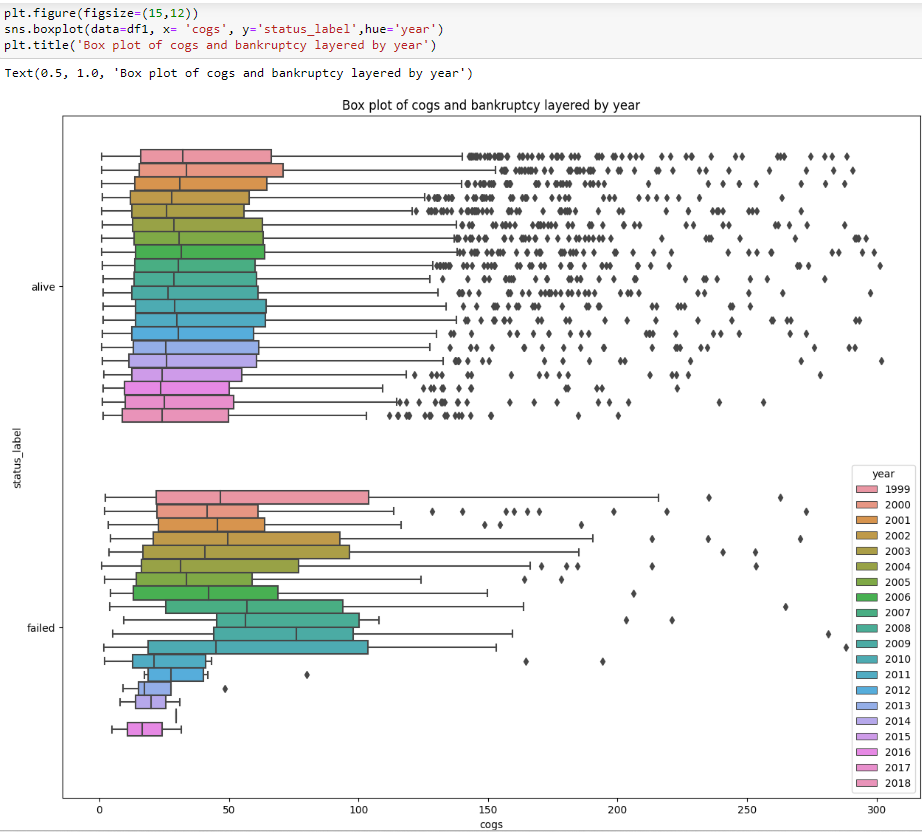 plt.figure(figsize=(15,12))
sns.boxplot(data=df1, x= 'cogs', y='status_label',hue='year')
plt.title('Box plot of cogs and bankruptcy layered by year')
Text(0.5, 1.0, 'Box plot of cogs and bankruptcy layered by year')
Box plot of cogs and bankruptcy layered by year
status_label
alive
failed
year
1999
2000
2001
2002
2003
2004
2005
2006
2007
2008
2009
2010
2011
2012
2013
2014
2015
2016
2017
2018
0 50 100 150 200 250 300
cogs